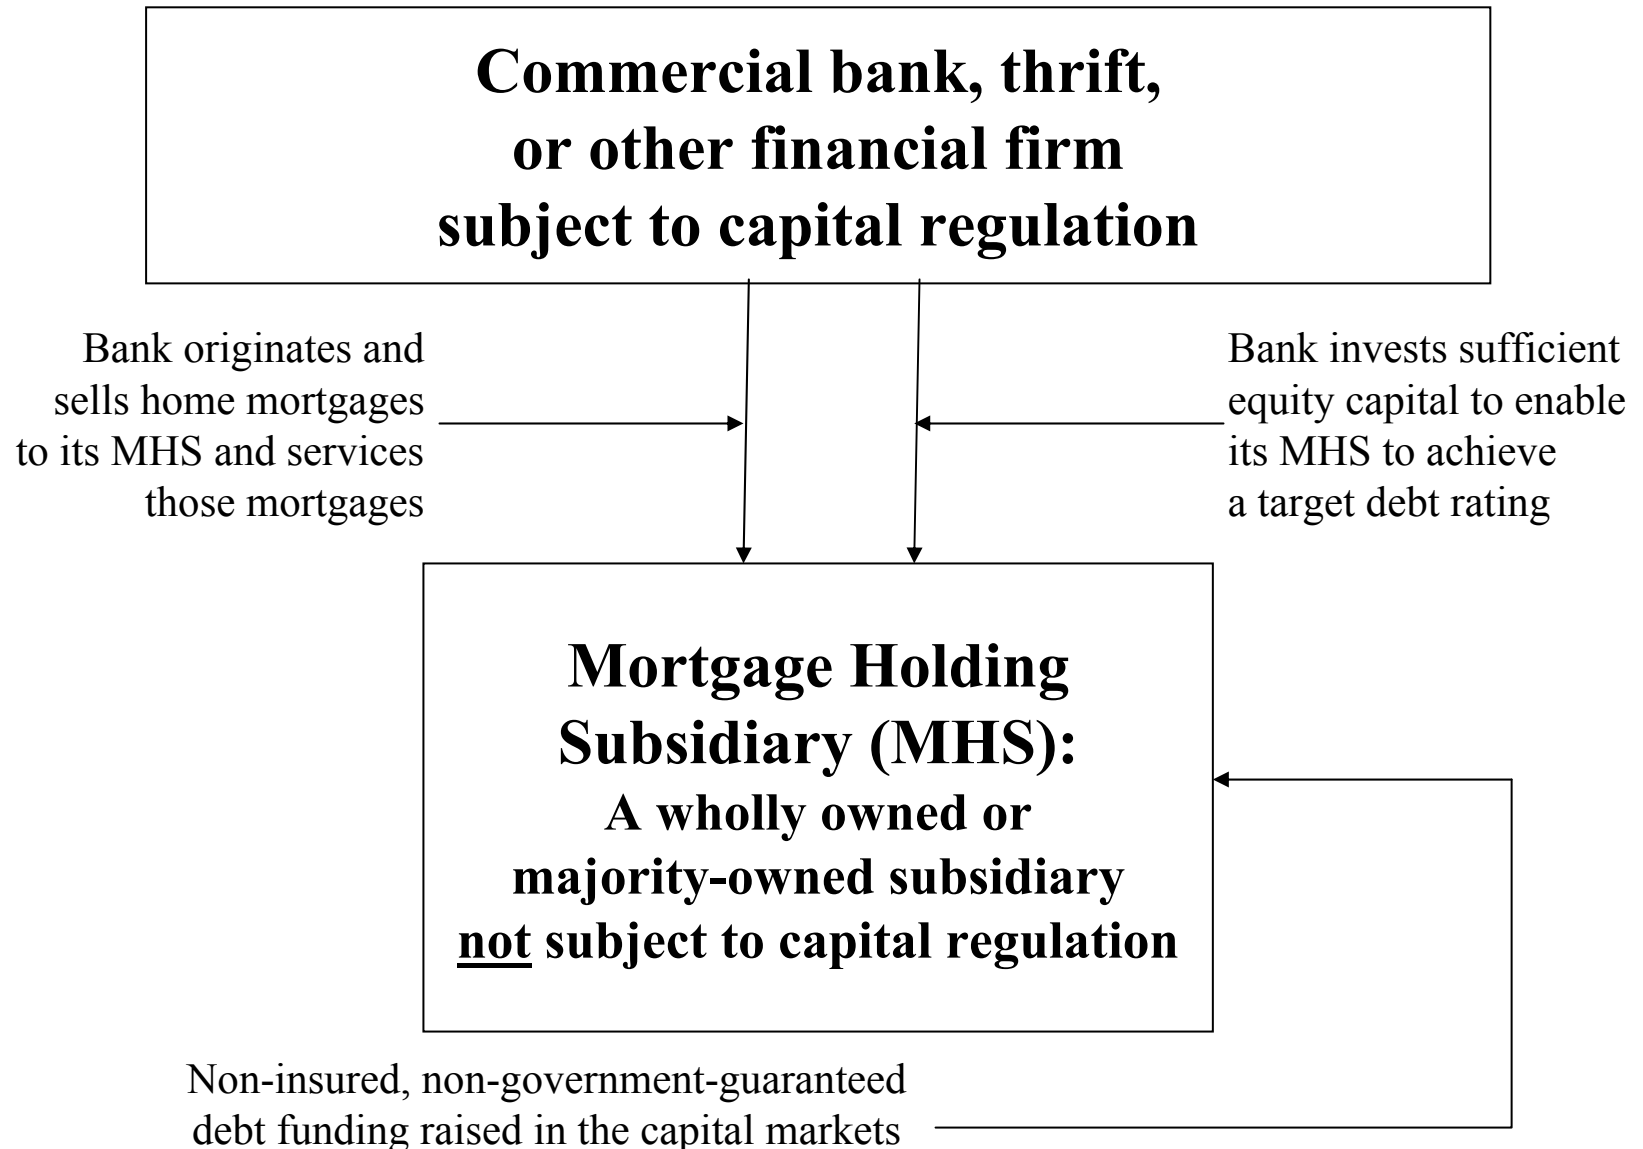 Commercial bank, thrift,
or other financial firm
subject to capital regulation
Bank originates and
sells home mortgages
to its MHS and services
those mortgages
Bank invests sufficient
equity capital to enable
its MHS to achieve
a target debt rating
Mortgage Holding
Subsidiary (MHS):
A wholly owned or
majority-owned subsidiary
not subject to capital regulation
Non-insured, non-government-guaranteed
debt funding raised in the capital markets